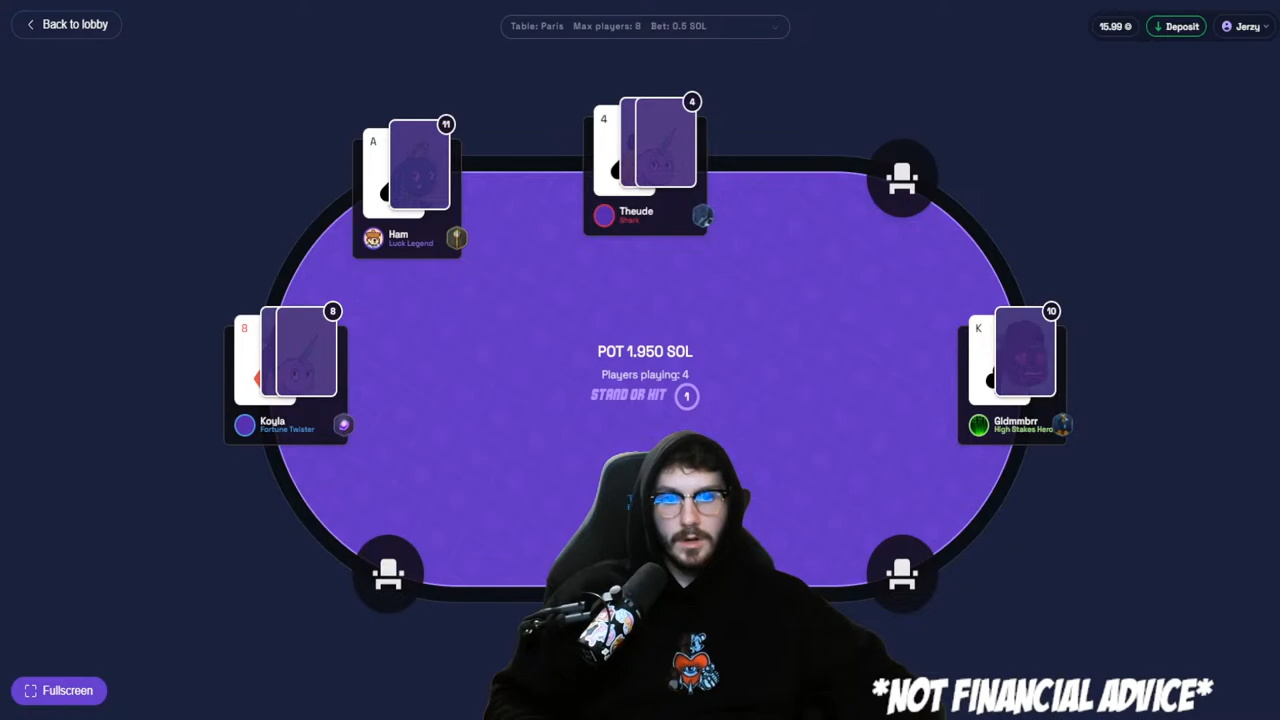 Back to lobby
Table: Paris Max players: 8 Bet: 0.5 SOL
15.99
Deposit
Jerzy
4
4
11
A
Theude
Shark
Ham
Luck Legend
8
8
10
K
POT 1.950 SOL
Players playing: 4
STAND OR HIT 1
Koyla
Fortune Twister
Gldmmbrr
High Stakes Hero
Fullscreen
*NOT FINANCIAL ADVICE*